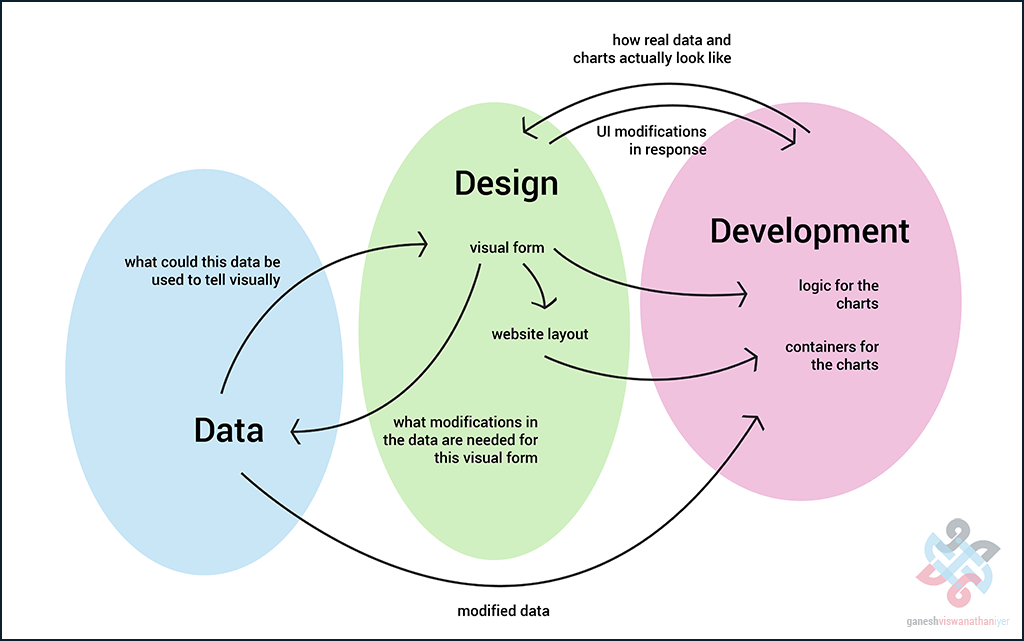 how real data and
charts actually look like
UI modifications
in response
Design
Development
visual form
what could this data be
used to tell visually
logic for the
charts
website layout
containers for
the charts
Data
what modifications in
the data are needed for
this visual form
modified data
ganeshviswanathaniyer